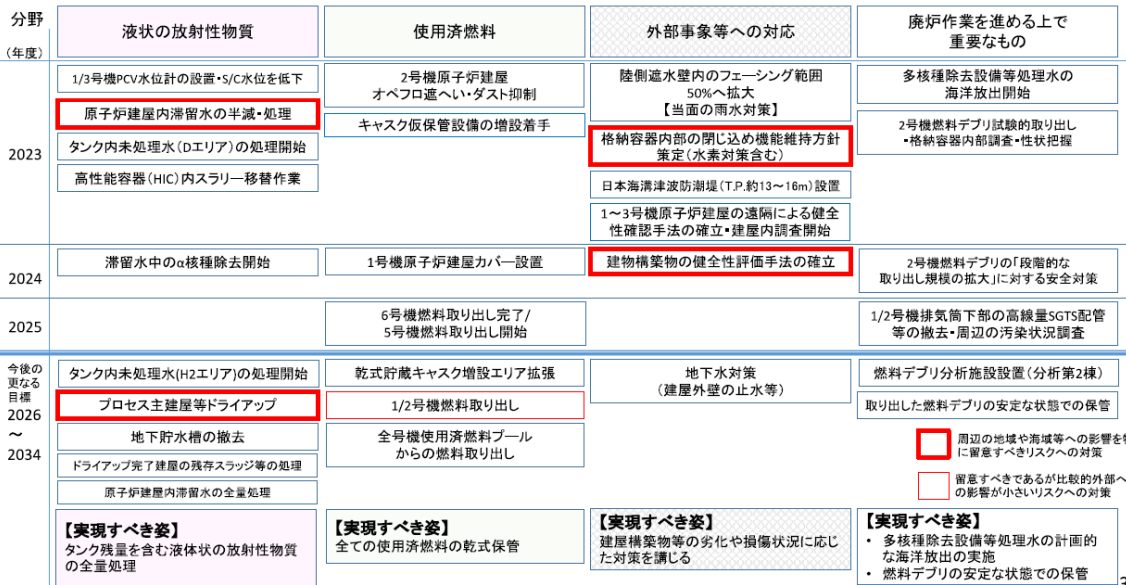 分野
(年度)
液状の放射性物質
使用済燃料
外部事象等への対応
廃炉作業を進める上で
重要なもの
2023
1/3号機PCV水位計の設置・S/C水位を低下
原子炉建屋内滞留水の半減・処理
タンク内未処理水(Dエリア)の処理開始
高性能容器(HIC)内スラリー移替作業
2号機原子炉建屋
オペフロ遮へい・ダスト抑制
キャスク仮保管設備の増設着手
陸側遮水壁内のフェーシング範囲
50%へ拡大
【当面の雨水対策】
格納容器内部の閉じ込め機能維持方針
策定(水素対策含む)
日本海溝津波防潮堤(T.P.約13～16m)設置
1～3号機原子炉建屋の遠隔による健全
性確認手法の確立・建屋内調査開始
多核種除去設備等処理水の
海洋放出開始
2号機燃料デブリ試験的取り出し
・格納容器内部調査・性状把握
2024
滞留水中のα核種除去開始
1号機原子炉建屋カバー設置
建物構築物の健全性評価手法の確立
2号機燃料デブリの「段階的な
取り出し規模の拡大」に対する安全対策
2025
6号機燃料取り出し完了/
5号機燃料取り出し開始
1/2号機排気筒下部の高線量SGTS配管
等の撤去・周辺の汚染状況調査
今後の
更なる
目標
2026
～
2034
タンク内未処理水(H2エリア)の処理開始
プロセス主建屋等ドライアップ
地下貯水槽の撤去
ドライアップ完了建屋の残存スラッジ等の処理
原子炉建屋内滞留水の全量処理
乾式貯蔵キャスク増設エリア拡張
1/2号機燃料取り出し
全号機使用済燃料プール
からの燃料取り出し
地下水対策
(建屋外壁の止水等)
燃料デブリ分析施設設置(分析第2棟)
取り出した燃料デブリの安定な状態での保管
周辺の地域や海域等への影響を特
に留意すべきリスクへの対策
留意すべきであるが比較的外部へ
の影響が小さいリスクへの対策
【実現すべき姿】
タンク残量を含む液体状の放射性物質
の全量処理
【実現すべき姿】
全ての使用済燃料の乾式保管
【実現すべき姿】
建屋構築物等の劣化や損傷状況に応じ
た対策を講じる
【実現すべき姿】
• 多核種除去設備等処理水の計画的
な海洋放出の実施
• 燃料デブリの安定な状態での保管